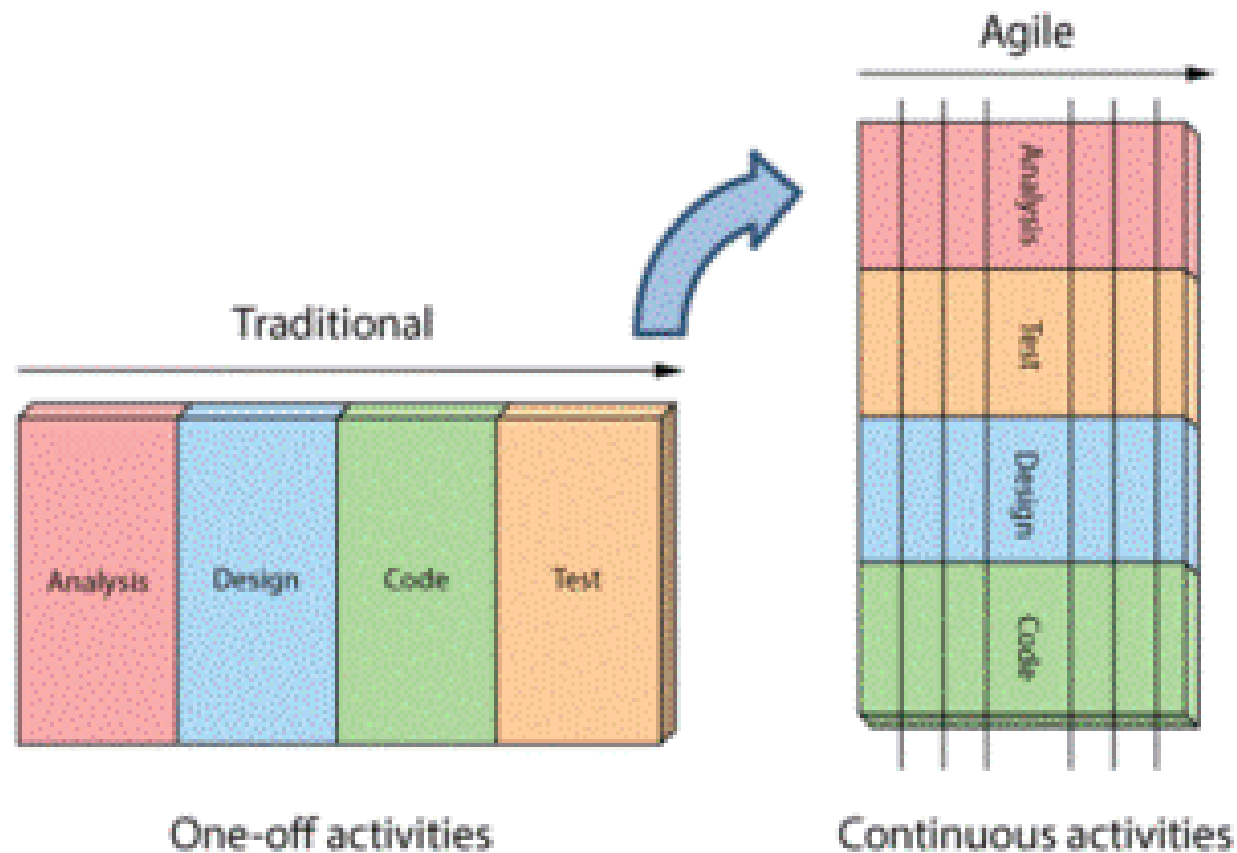 Agile
Analysis
Test
Design
Code
Traditional
Analysis
Design
Code
Test
One-off activities
Continuous activities